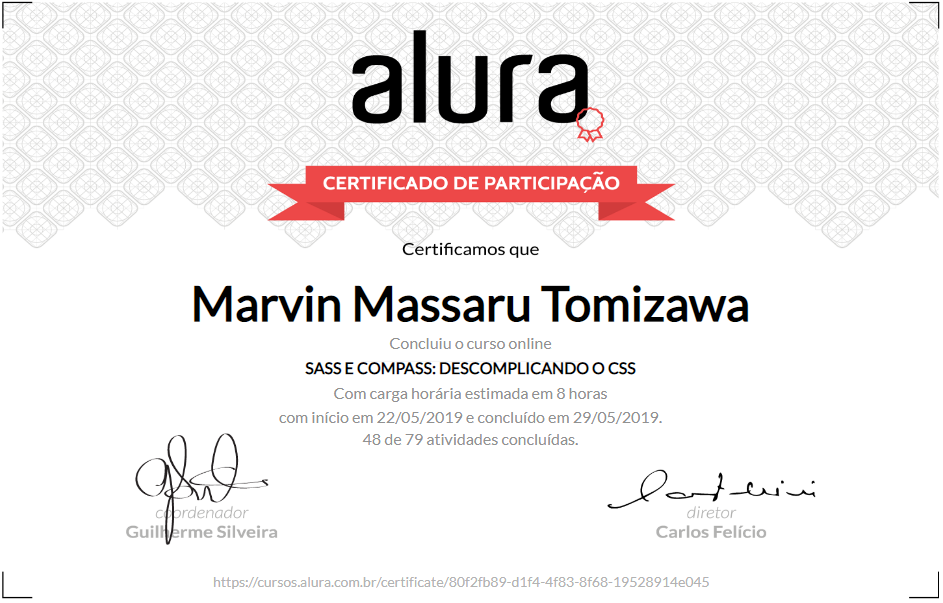 alura
CERTIFICADO DE PARTICIPAÇÃO
Certificamos que
Marvin Massaru Tomizawa
Concluiu o curso online
SASS E COMPASS: DESCOMPLICANDO O CSS
Com carga horária estimada em 8 horas
com início em 22/05/2019 e concluído em 29/05/2019.
48 de 79 atividades concluídas.
coordenador
Guilherme Silveira
diretor
Carlos Felício
https://cursos.alura.com.br/certificate/80f2fb89-d1f4-4f83-8f68-19528914e045